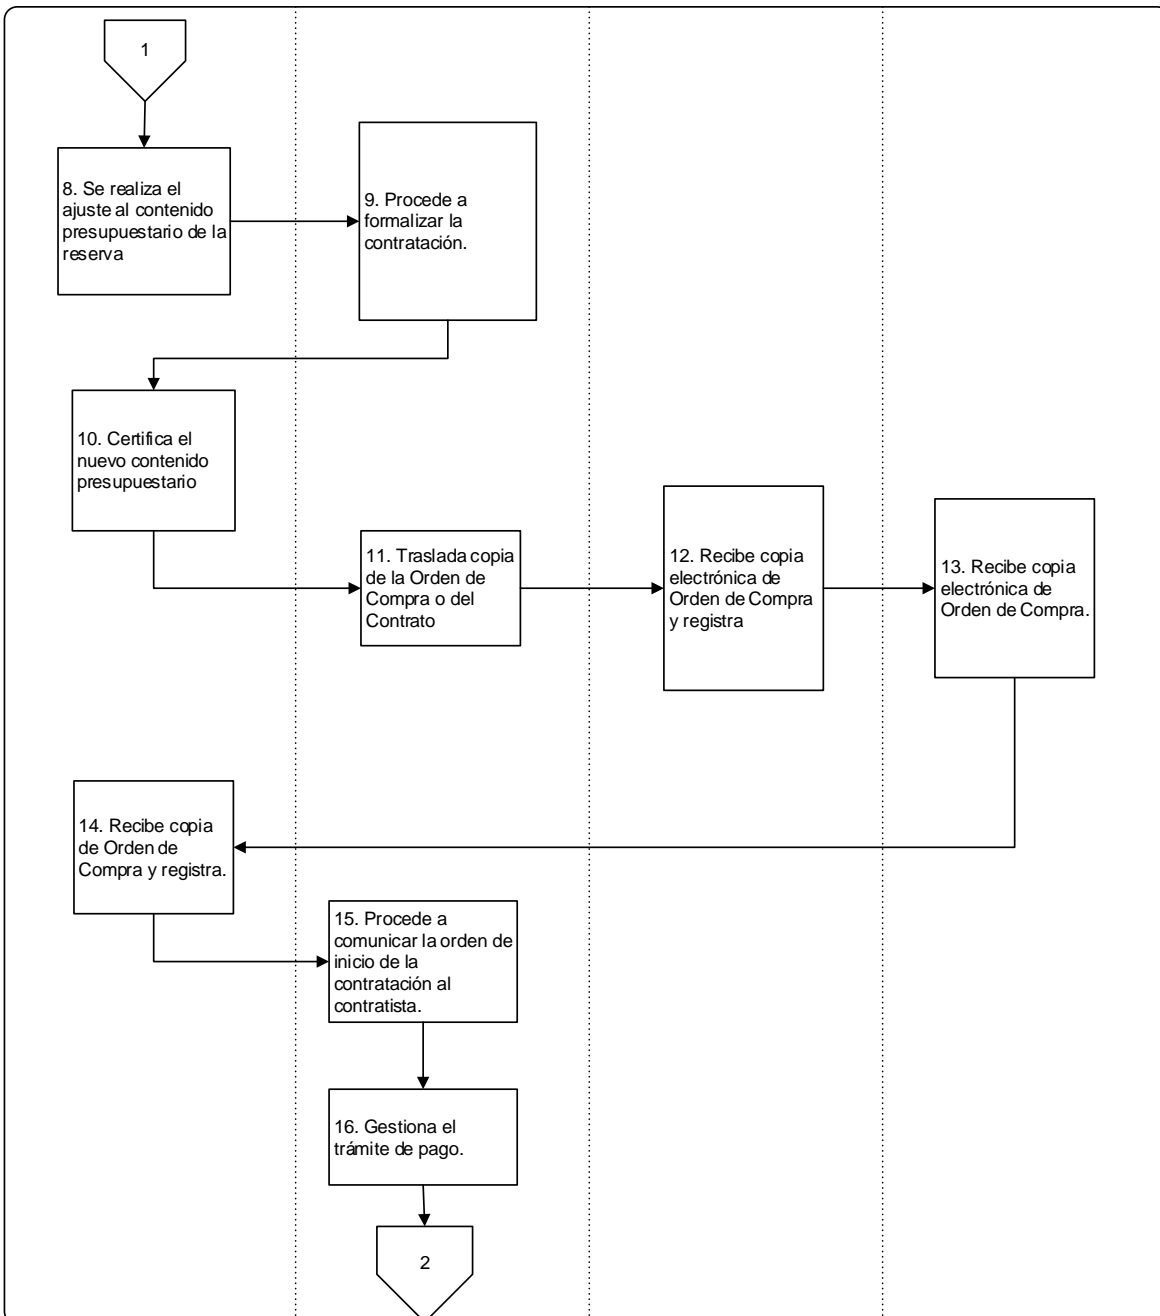 1
8. Se realiza el
ajuste al contenido
presupuestario de la
reserva
9. Procede a
formalizar la
contratación.
10. Certifica el
nuevo contenido
presupuestario
11. Traslada copia
de la Orden de
Compra o del
Contrato
12. Recibe copia
electrónica de
Orden de Compra
y registra
13. Recibe copia
electrónica de
Orden de Compra.
14. Recibe copia
de Orden de
Compra y registra.
15. Procede a
comunicar la orden de
inicio de la
contratación al
contratista.
16. Gestiona el
trámite de pago.
2